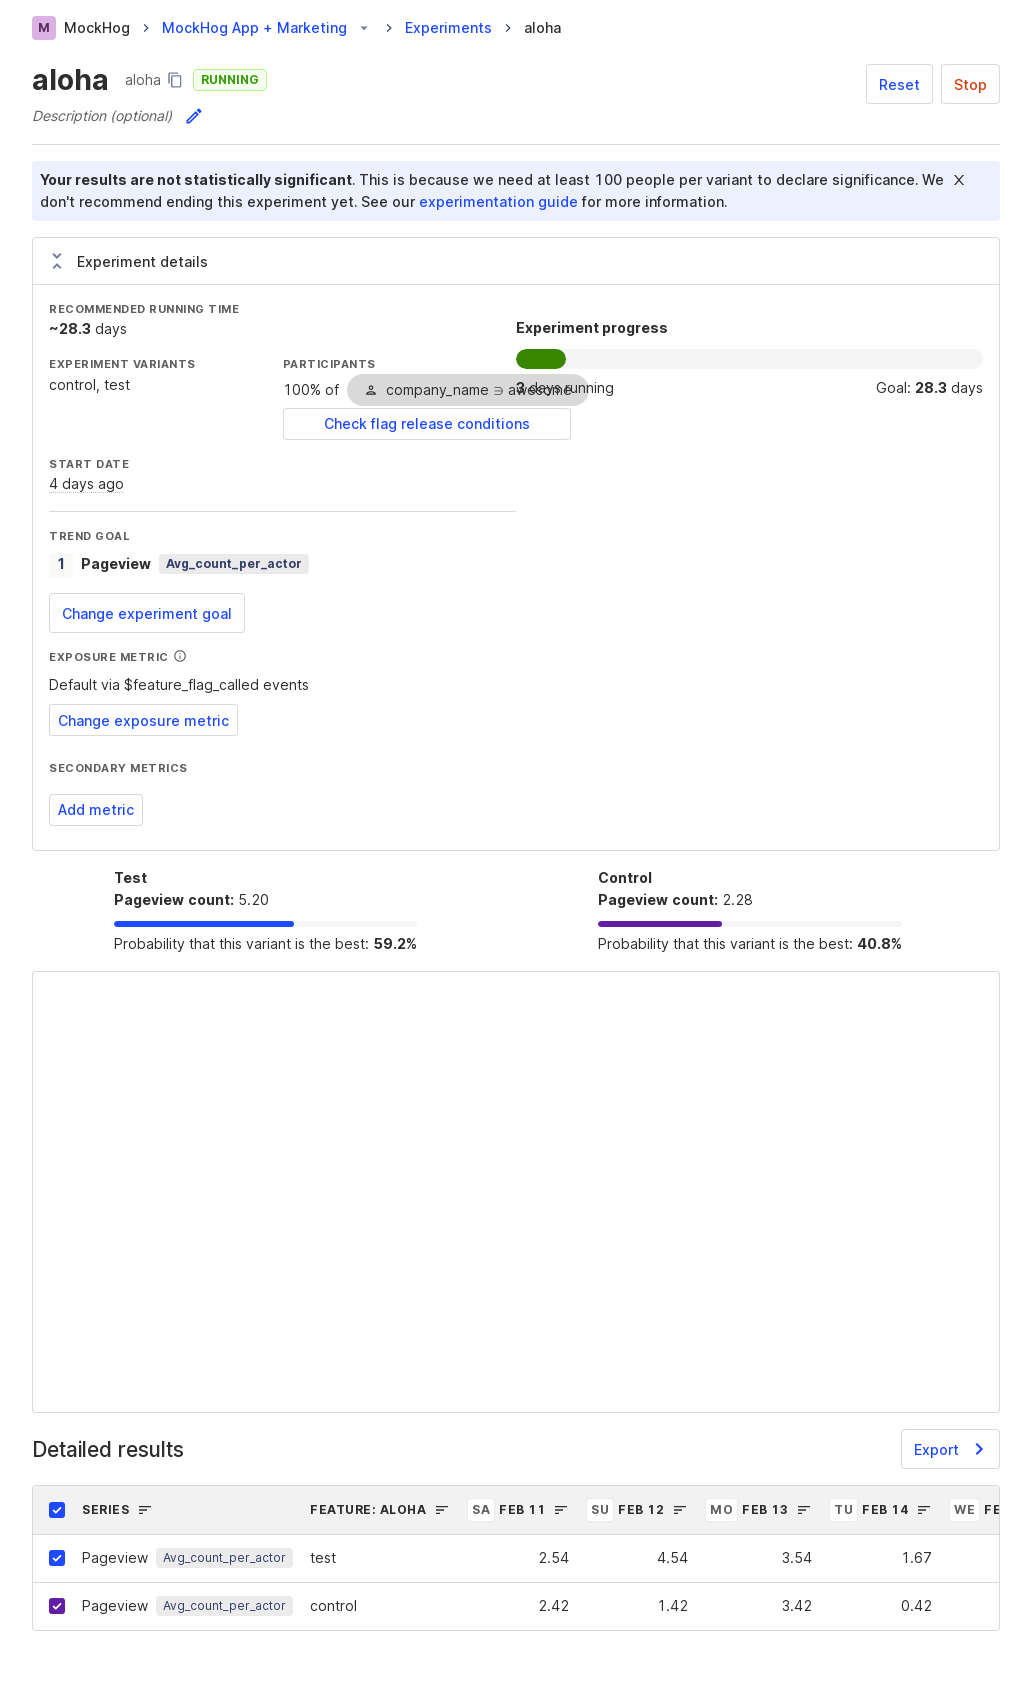 M MockHog > MockHog App + Marketing > Experiments > aloha
aloha aloha RUNNING Reset Stop
Description (optional)
Your results are not statistically significant. This is because we need at least 100 people per variant to declare significance. We
don't recommend ending this experiment yet. See our experimentation guide for more information.
Experiment details
RECOMMENDED RUNNING TIME
~28.3 days
Experiment progress
EXPERIMENT VARIANTS PARTICIPANTS
control, test
100% of company_name ∋ awesome
3 days running Goal: 28.3 days
Check flag release conditions
START DATE
4 days ago
TREND GOAL
1 Pageview Avg_count_per_actor
Change experiment goal
EXPOSURE METRIC
Default via $feature_flag_called events
Change exposure metric
SECONDARY METRICS
Add metric
Test
Pageview count: 5.20
Probability that this variant is the best: 59.2%
Control
Pageview count: 2.28
Probability that this variant is the best: 40.8%
Detailed results Export
SERIES FEATURE: ALOHA SA FEB 11 SU FEB 12 MO FEB 13 TU FEB 14 WE FE
Pageview Avg_count_per_actor test 2.54 4.54 3.54 1.67
Pageview Avg_count_per_actor control 2.42 1.42 3.42 0.42